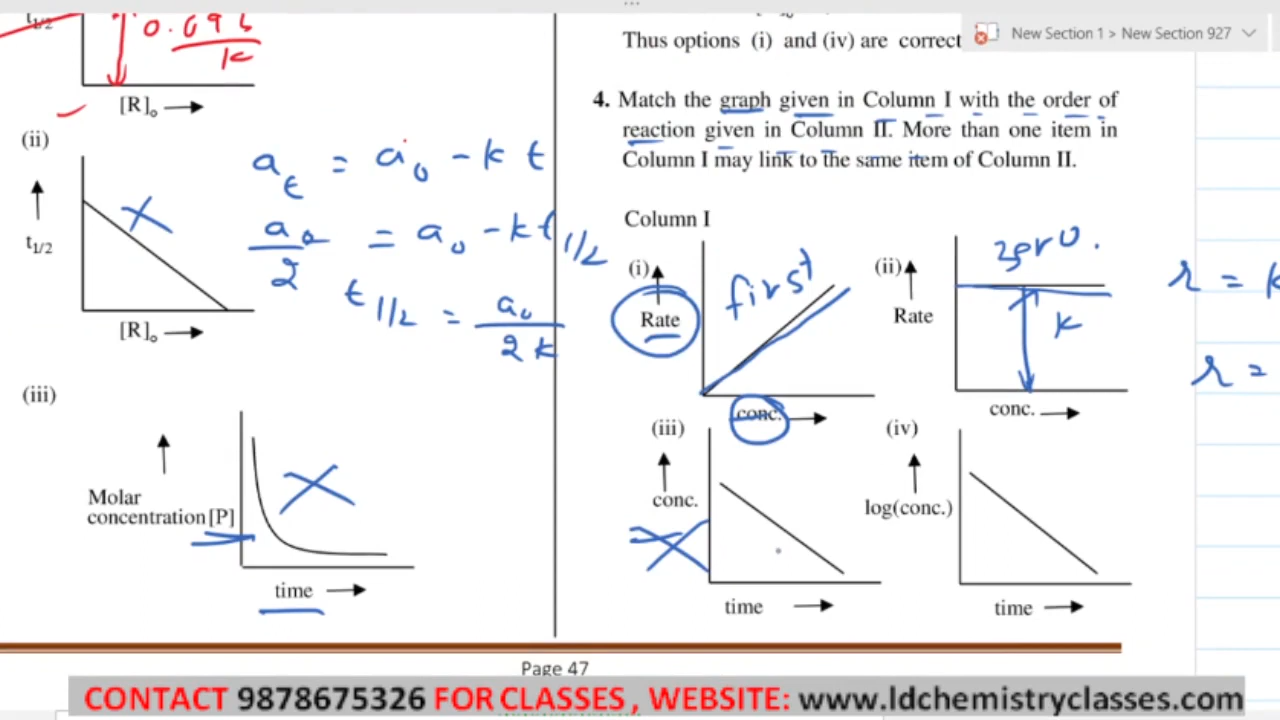 t1/2
0.693
k
[R]o
(ii)
t1/2
[R]o
at = a0 - kt
a0/2 = a0 - kt1/2
t1/2 = a0/2k
(iii)
Molar
concentration [P]
time
New Section 1 > New Section 927
Thus options (i) and (iv) are correct
4. Match the graph given in Column I with the order of
reaction given in Column II. More than one item in
Column I may link to the same item of Column II.
Column I
(i)
Rate
first
conc.
(ii)
Rate
zero.
k
conc.
r = k
r =
(iii)
conc.
time
(iv)
log(conc.)
time
Page 47
CONTACT 9878675326 FOR CLASSES , WEBSITE: www.ldchemistryclasses.com